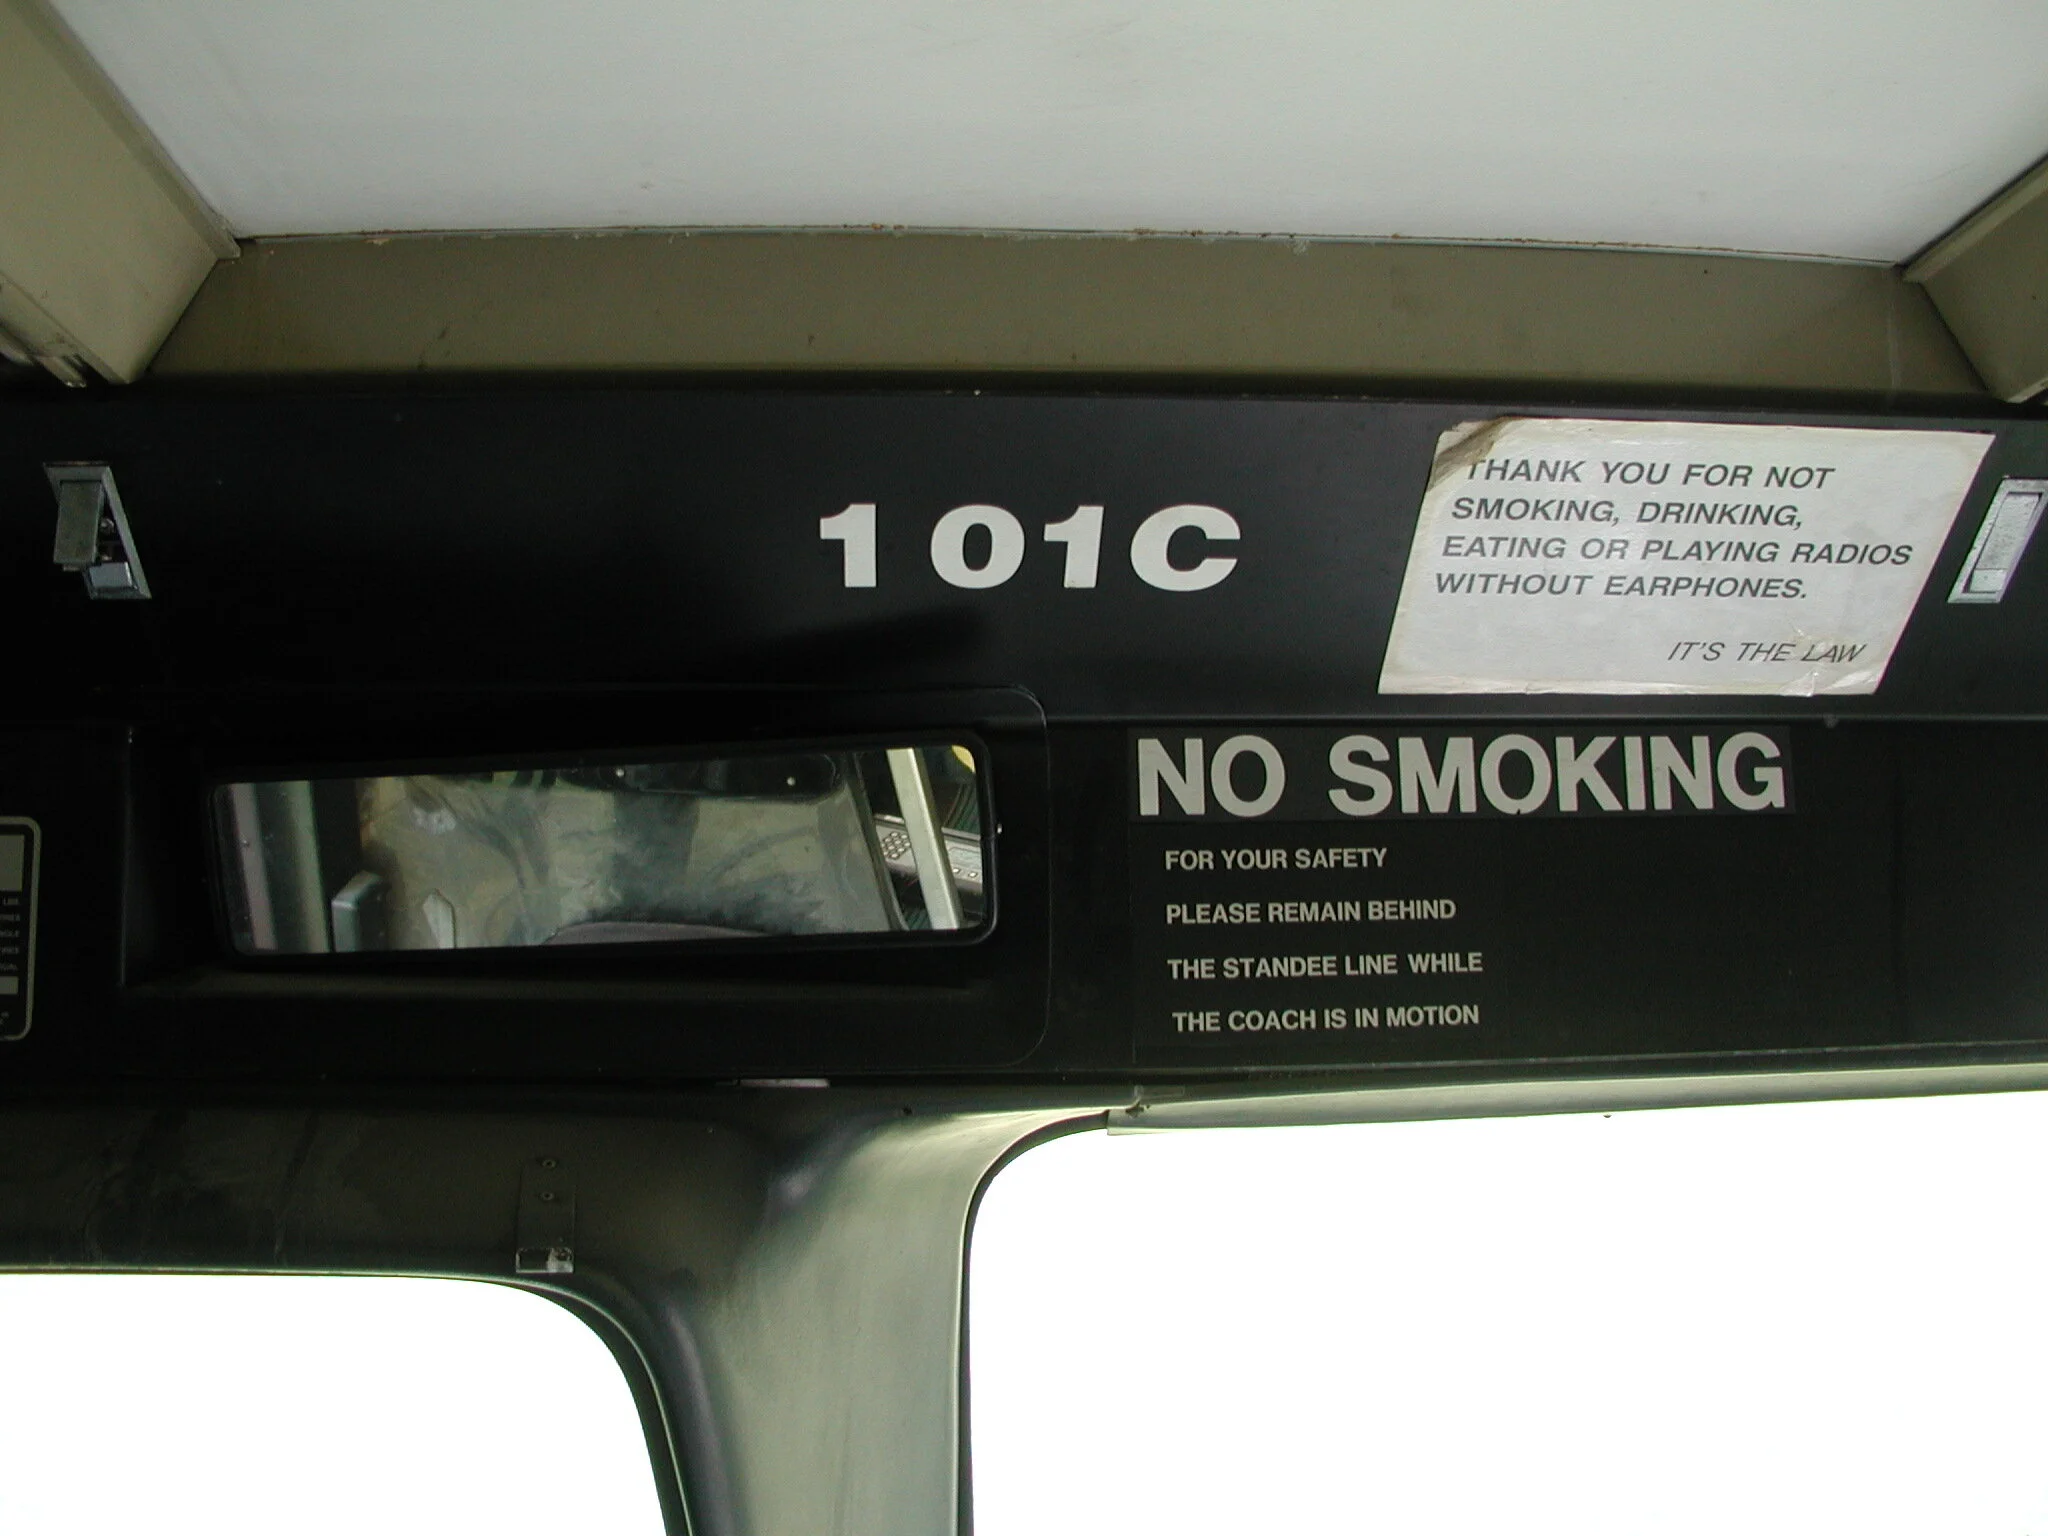 101C
THANK YOU FOR NOT
SMOKING, DRINKING,
EATING OR PLAYING RADIOS
WITHOUT EARPHONES.
IT'S THE LAW
NO SMOKING
FOR YOUR SAFETY
PLEASE REMAIN BEHIND
THE STANDEE LINE WHILE
THE COACH IS IN MOTION